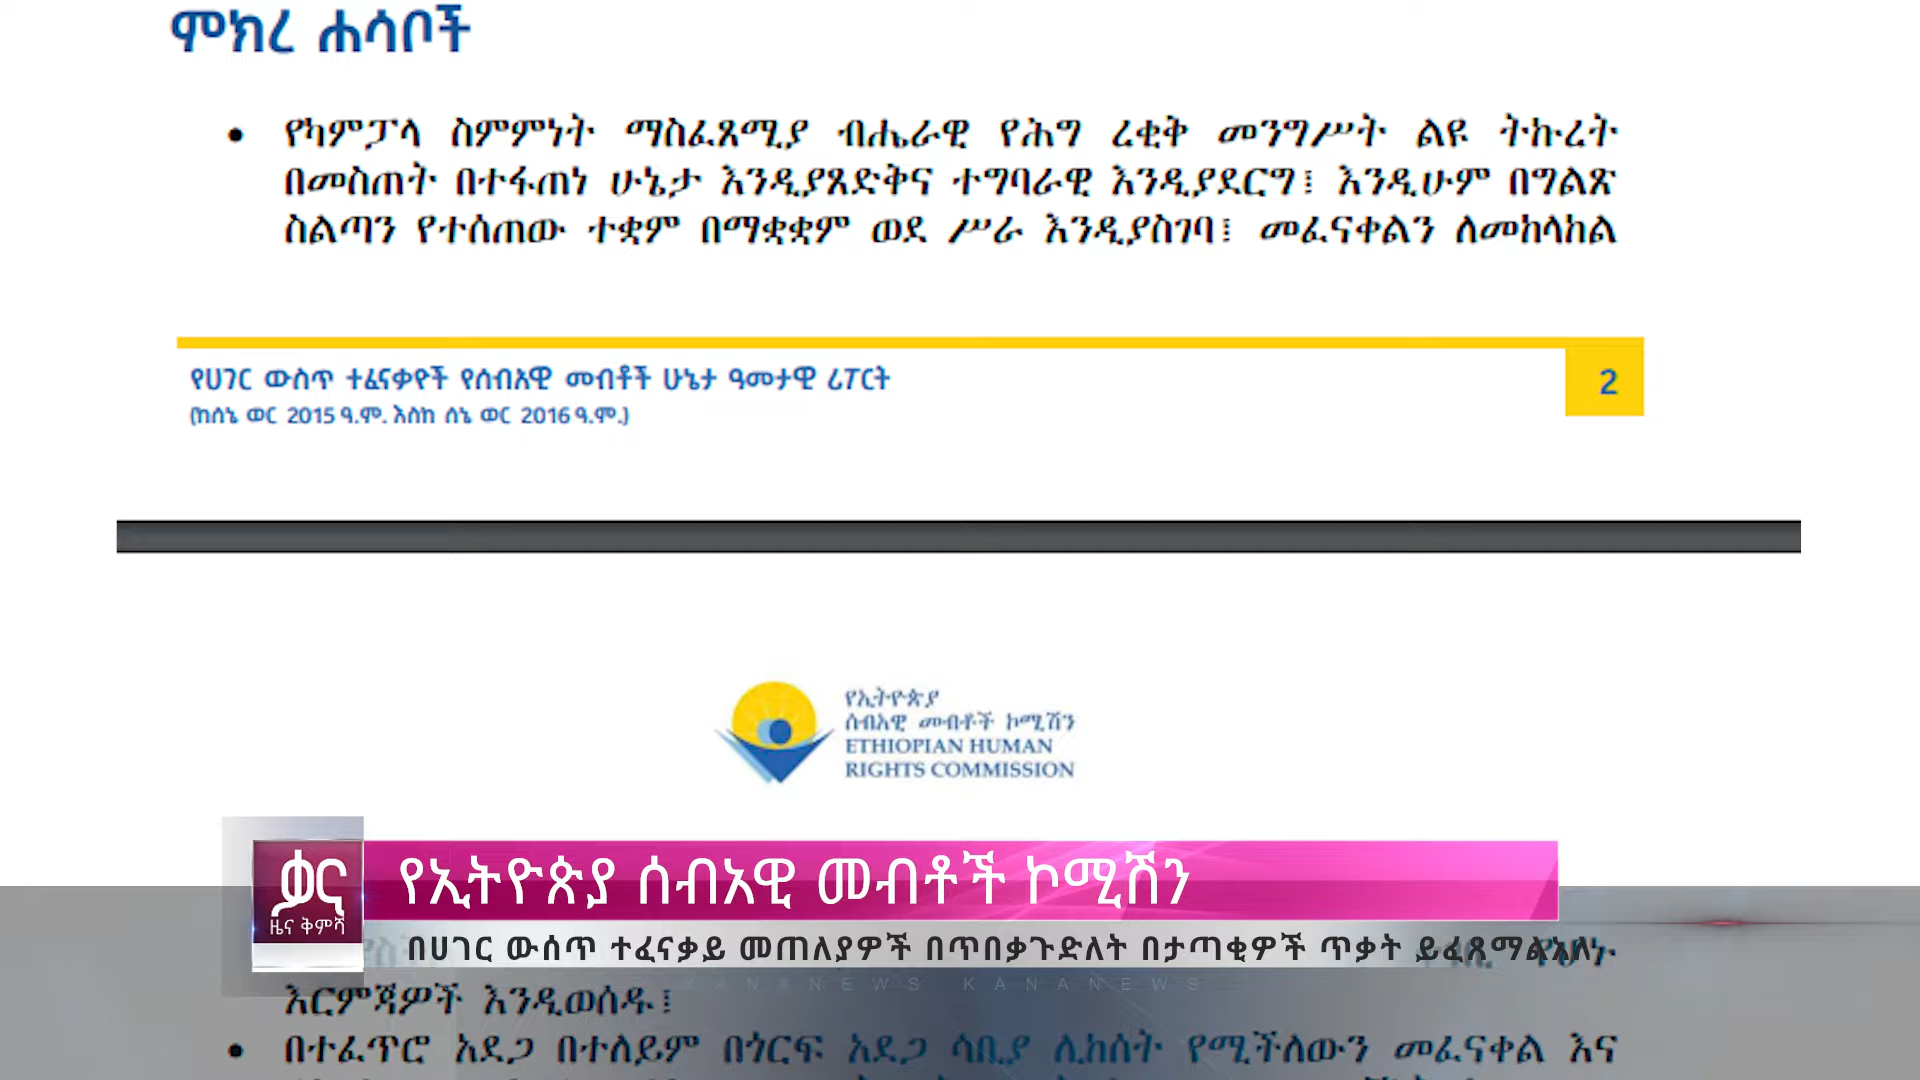 ምክረ ሐሳቦች
• የካምፓላ ስምምነት ማስፈጸሚያ ብሔራዊ የሕግ ረቂቅ መንግሥት ልዩ ትኩረት
በመስጠት በተፋጠነ ሁኔታ እንዲያጸድቅና ተግባራዊ እንዲያደርግ፤ እንዲሁም በግልጽ
ስልጣን የተሰጠው ተቋም በማቋቋም ወደ ሥራ እንዲያስገባ፤ መፈናቀልን ለመከላከል
የሀገር ውስጥ ተፈናቃዮች የሰብአዊ መብቶች ሁኔታ ዓመታዊ ሪፖርት
(ከሰኔ ወር 2015 ዓ.ም. እስከ ሰኔ ወር 2016 ዓ.ም.)
2
የኢትዮጵያ
ሰብአዊ መብቶች ኮሚሽን
ETHIOPIAN HUMAN
RIGHTS COMMISSION
ቃና
ዜና ቅምሻ
የኢትዮጵያ ሰብአዊ መብቶች ኮሚሽን
በሀገር ውስጥ ተፈናቃይ መጠለያዎች በጥበቃጉድለት በታጣቂዎች ጥቃት ይፈጸማልአለ
KANANEWS KANANEWS
እርምጃዎች እንዲወሰዱ፤
• በተፈጥሮ አደጋ በተለይም በጎርፍ አደጋ ሳቢያ ሊከሰት የሚችለውን መፈናቀል እና